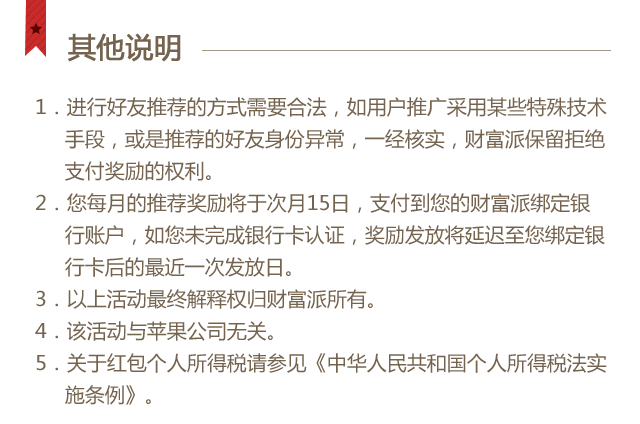 其他说明
1．进行好友推荐的方式需要合法，如用户推广采用某些特殊技术
手段，或是推荐的好友身份异常，一经核实，财富派保留拒绝
支付奖励的权利。
2．您每月的推荐奖励将于次月15日，支付到您的财富派绑定银
行账户，如您未完成银行卡认证，奖励发放将延迟至您绑定银
行卡后的最近一次发放日。
3．以上活动最终解释权归财富派所有。
4．该活动与苹果公司无关。
5．关于红包个人所得税请参见《中华人民共和国个人所得税法实
施条例》。